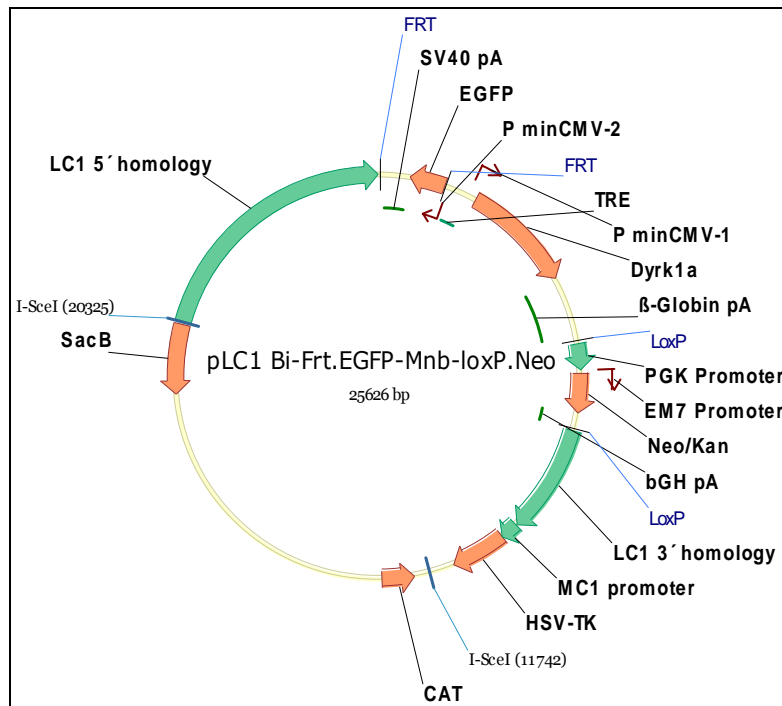 FRT
SV40 pA
EGFP
P minCMV-2
FRT
TRE
P minCMV-1
Dyrk1a
ß-Globin pA
LoxP
PGK Promoter
EM7 Promoter
Neo/Kan
bGH pA
LoxP
LC1 3´homology
MC1 promoter
HSV-TK
I-SceI (11742)
CAT
SacB
I-SceI (20325)
LC1 5´homology
pLC1 Bi-Frt.EGFP-Mnb-loxP.Neo
25626 bp